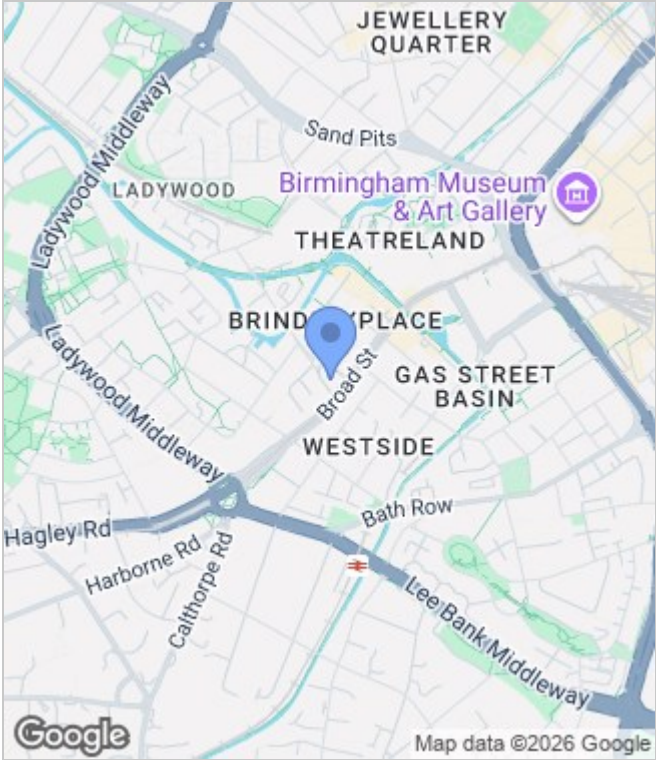 JEWELLERY
QUARTER
Ladywood Middleway
Sand Pits
LADYWOOD
Birmingham Museum
& Art Gallery
THEATRELAND
BRIND YPLACE
Ladywood Middleway
Broad St
GAS STREET
BASIN
WESTSIDE
Bath Row
Hagley Rd
Harborne Rd
Calthorpe Rd
Lee Bank Middleway
Google
Map data ©2026 Google